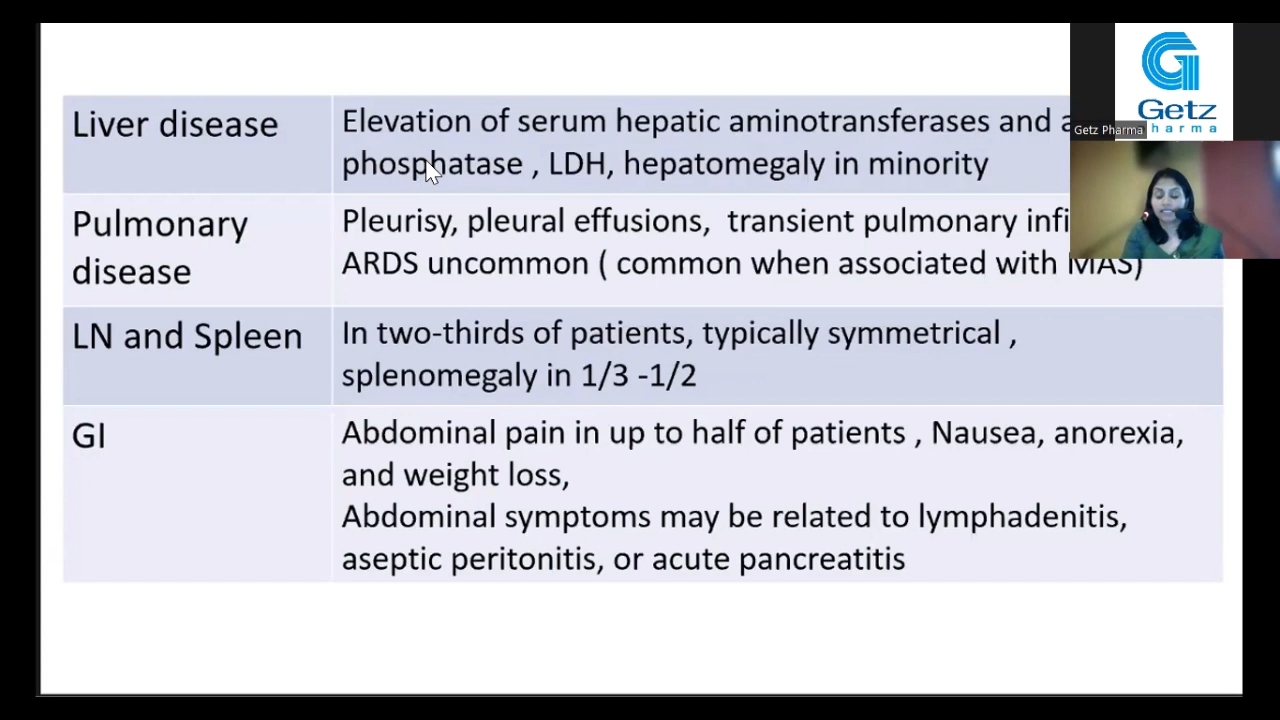 Liver disease
Elevation of serum hepatic aminotransferases and
phosphatase , LDH, hepatomegaly in minority
Pulmonary
disease
Pleurisy, pleural effusions, transient pulmonary
ARDS uncommon ( common when associated with MAS)
LN and Spleen
In two-thirds of patients, typically symmetrical ,
splenomegaly in 1/3 -1/2
GI
Abdominal pain in up to half of patients , Nausea, anorexia,
and weight loss,
Abdominal symptoms may be related to lymphadenitis,
aseptic peritonitis, or acute pancreatitis
Getz
harma
Getz Pharma